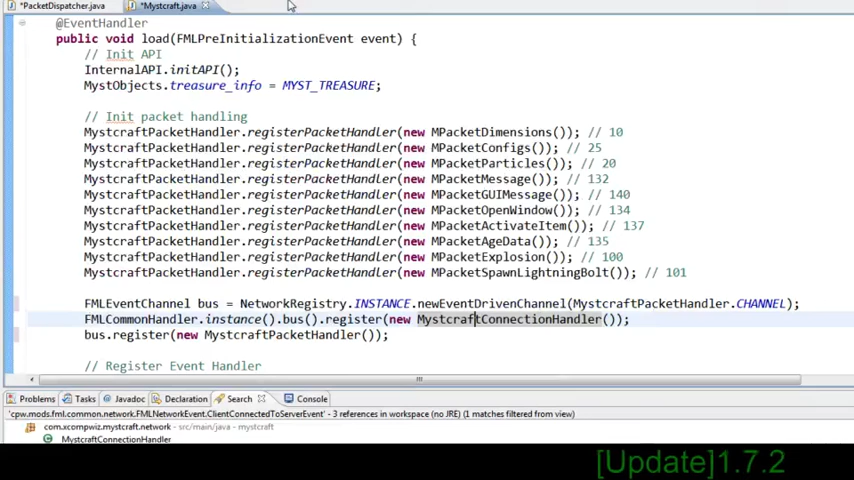 *PacketDispatcher.java *Mystcraft.java
@EventHandler
public void load(FMLPreInitializationEvent event) {
// Init API
InternalAPI.initAPI();
MystObjects.treasure_info = MYST_TREASURE;
// Init packet handling
MystcraftPacketHandler.registerPacketHandler(new MPacketDimensions()); // 10
MystcraftPacketHandler.registerPacketHandler(new MPacketConfigs()); // 25
MystcraftPacketHandler.registerPacketHandler(new MPacketParticles()); // 20
MystcraftPacketHandler.registerPacketHandler(new MPacketMessage()); // 132
MystcraftPacketHandler.registerPacketHandler(new MPacketGUIMessage()); // 140
MystcraftPacketHandler.registerPacketHandler(new MPacketOpenWindow()); // 134
MystcraftPacketHandler.registerPacketHandler(new MPacketActivateItem()); // 137
MystcraftPacketHandler.registerPacketHandler(new MPacketAgeData()); // 135
MystcraftPacketHandler.registerPacketHandler(new MPacketExplosion()); // 100
MystcraftPacketHandler.registerPacketHandler(new MPacketSpawnLightningBolt()); // 101
FMLEventChannel bus = NetworkRegistry.INSTANCE.newEventDrivenChannel(MystcraftPacketHandler.CHANNEL);
FMLCommonHandler.instance().bus().register(new MystcraftConnectionHandler());
bus.register(new MystcraftPacketHandler());
// Register Event Handler
Problems Tasks Javadoc Declaration Search Console
'cpw.mods.fml.common.network.FMLNetworkEvent.ClientConnectedToServerEvent' - 3 references in workspace (no JRE) (1 matches filtered from view)
com.xcompwiz.mystcraft.network - src/main/java - mystcraft
MystcraftConnectionHandler
[Update]1.7.2